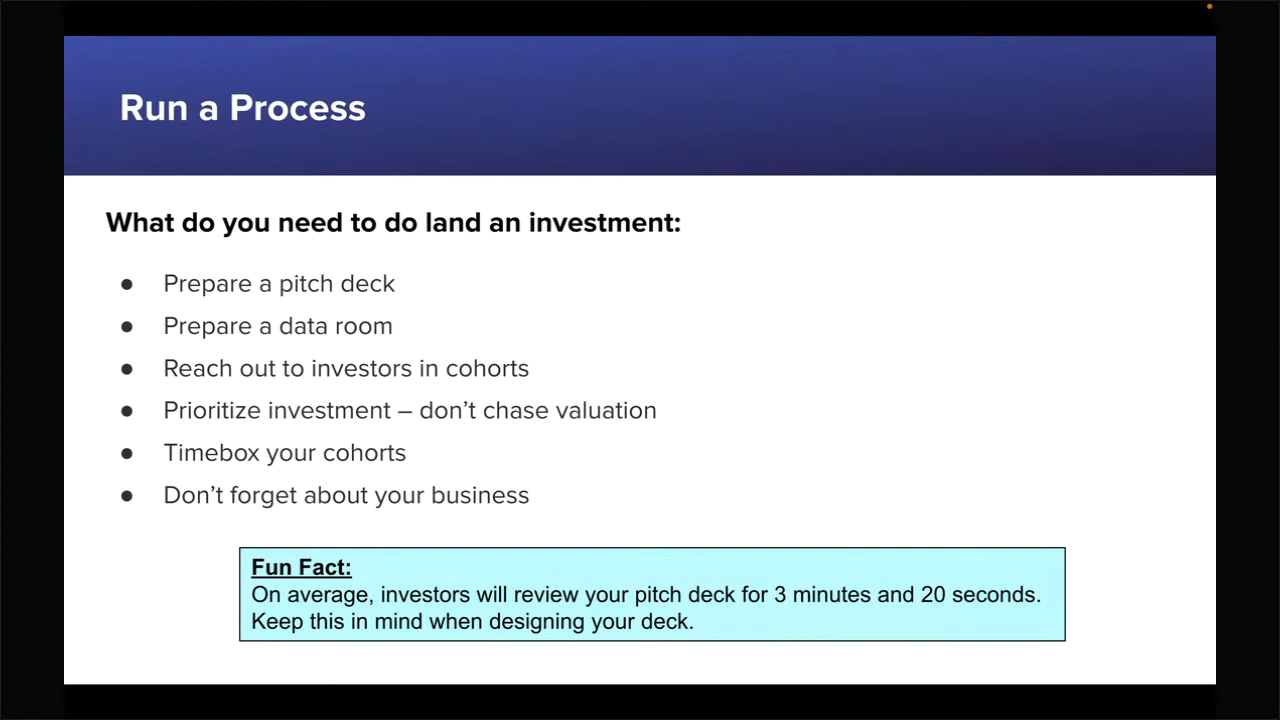 Run a Process
What do you need to do land an investment:
● Prepare a pitch deck
● Prepare a data room
● Reach out to investors in cohorts
● Prioritize investment – don’t chase valuation
● Timebox your cohorts
● Don’t forget about your business
Fun Fact:
On average, investors will review your pitch deck for 3 minutes and 20 seconds.
Keep this in mind when designing your deck.